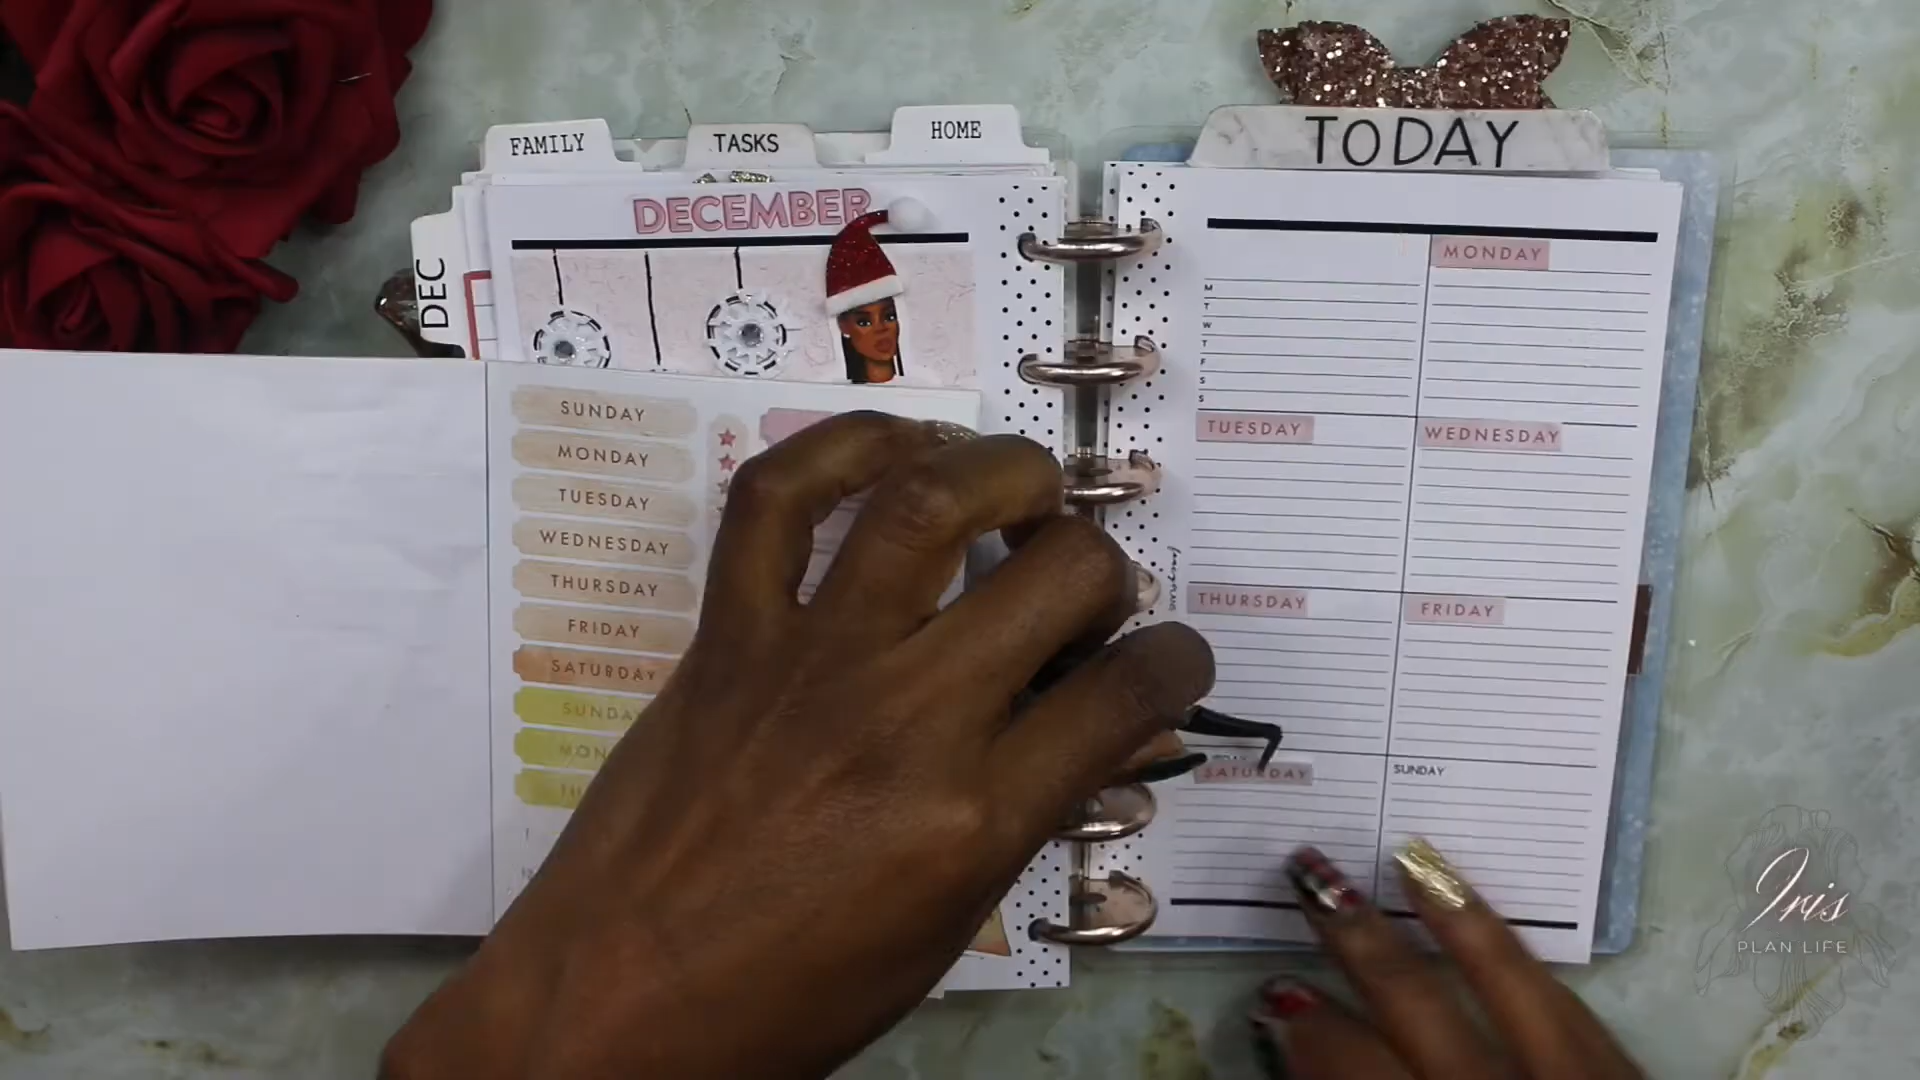 FAMILY
TASKS
HOME
TODAY
DECEMBER
DEC
MONDAY
M
T
W
T
F
S
S
TUESDAY
WEDNESDAY
THURSDAY
FRIDAY
SATURDAY
SUNDAY
SUNDAY
MONDAY
TUESDAY
WEDNESDAY
THURSDAY
FRIDAY
SATURDAY
SUNDAY
Iris
PLAN LIFE